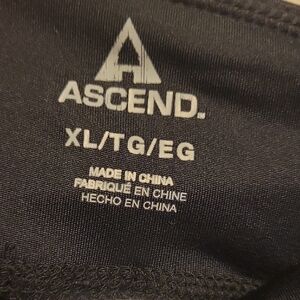 ASCEND.
XL/TG/EG
MADE IN CHINA
FABRIQUÉ EN CHINE
HECHO EN CHINA